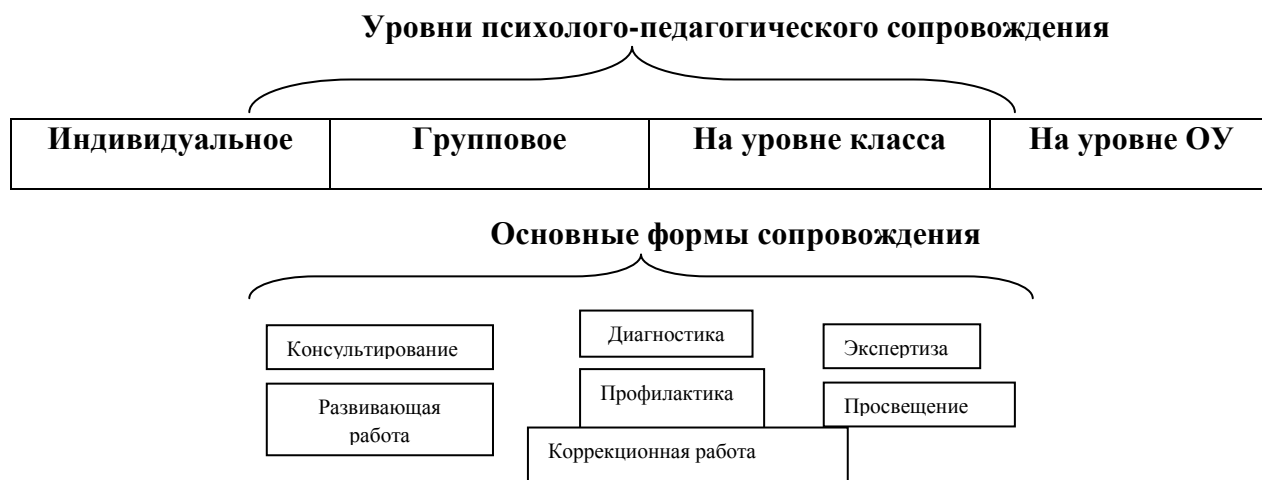 Уровни психолого-педагогического сопровождения
Индивидуальное
Групповое
На уровне класса
На уровне ОУ
Основные формы сопровождения
Консультирование
Диагностика
Экспертиза
Развивающая
работа
Профилактика
Просвещение
Коррекционная работа